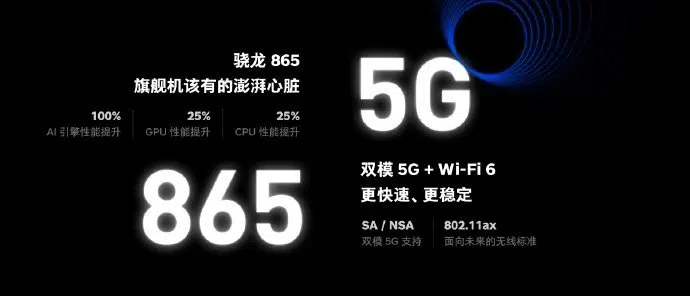 骁龙 865
旗舰机该有的澎湃心脏
100% 25% 25%
AI 引擎性能提升 GPU 性能提升 CPU 性能提升
865
5G
双模 5G + Wi-Fi 6
更快速、更稳定
SA / NSA 802.11ax
双模 5G 支持 面向未来的无线标准